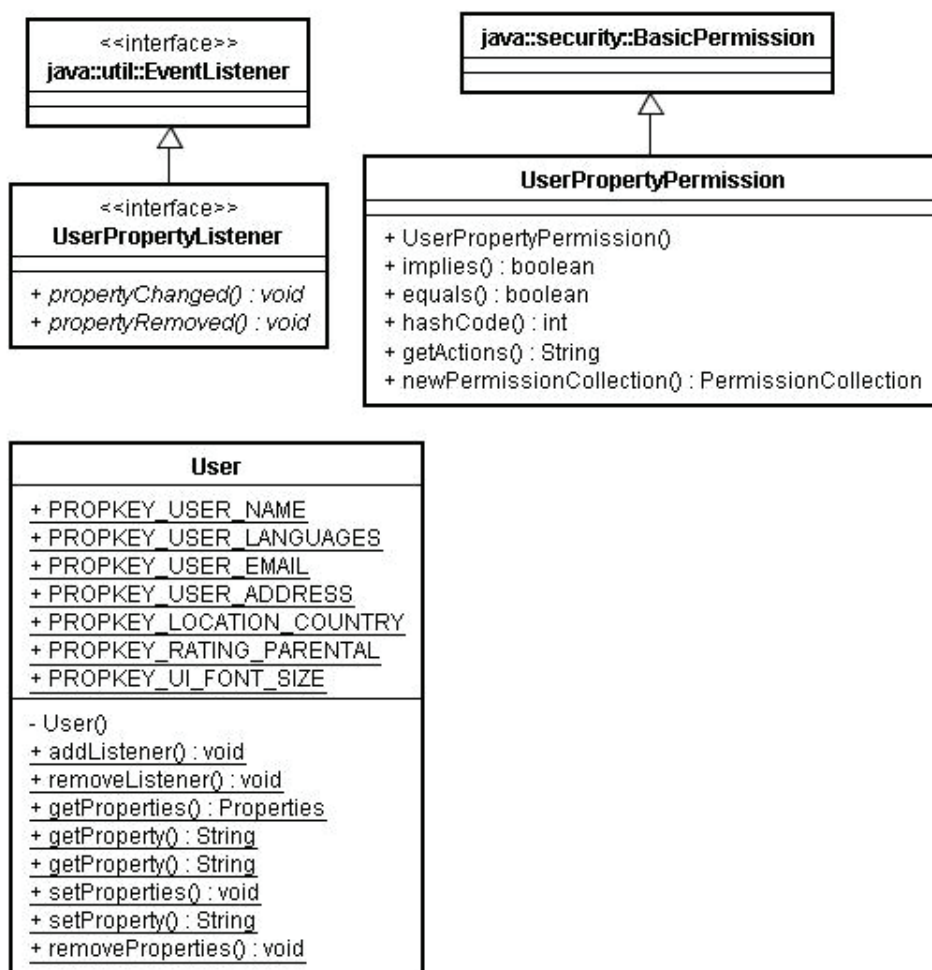 <<interface>>
java::util::EventListener
<<interface>>
UserPropertyListener
+ propertyChanged() : void
+ propertyRemoved() : void
java::security::BasicPermission
UserPropertyPermission
+ UserPropertyPermission()
+ implies() : boolean
+ equals() : boolean
+ hashCode() : int
+ getActions() : String
+ newPermissionCollection() : PermissionCollection
User
+ PROPKEY_USER_NAME
+ PROPKEY_USER_LANGUAGES
+ PROPKEY_USER_EMAIL
+ PROPKEY_USER_ADDRESS
+ PROPKEY_LOCATION_COUNTRY
+ PROPKEY_RATING_PARENTAL
+ PROPKEY_UI_FONT_SIZE
- User()
+ addListener() : void
+ removeListener() : void
+ getProperties() : Properties
+ getProperty() : String
+ getProperty() : String
+ setProperties() : void
+ setProperty() : String
+ removeProperties() : void